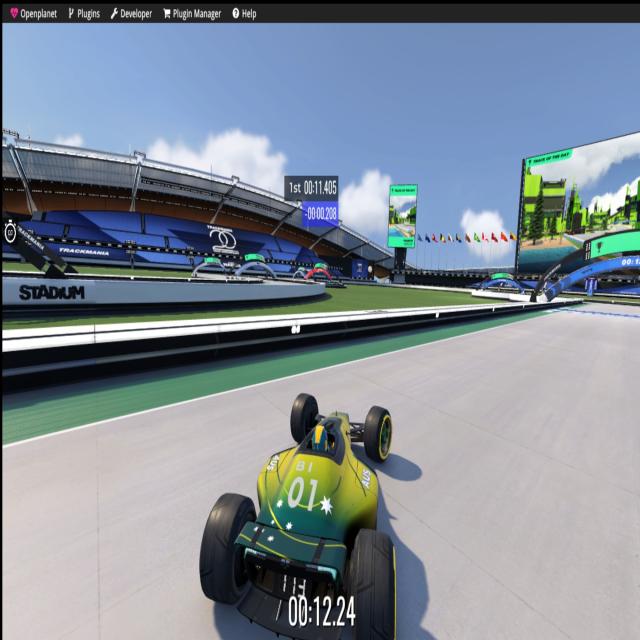 Openplanet Plugins Developer Plugin Manager Help
TRACK OF THE DAY
1st 00:11.405
-00:00.208
TRACKMANIA
STADIUM
BI
01
00:12.24